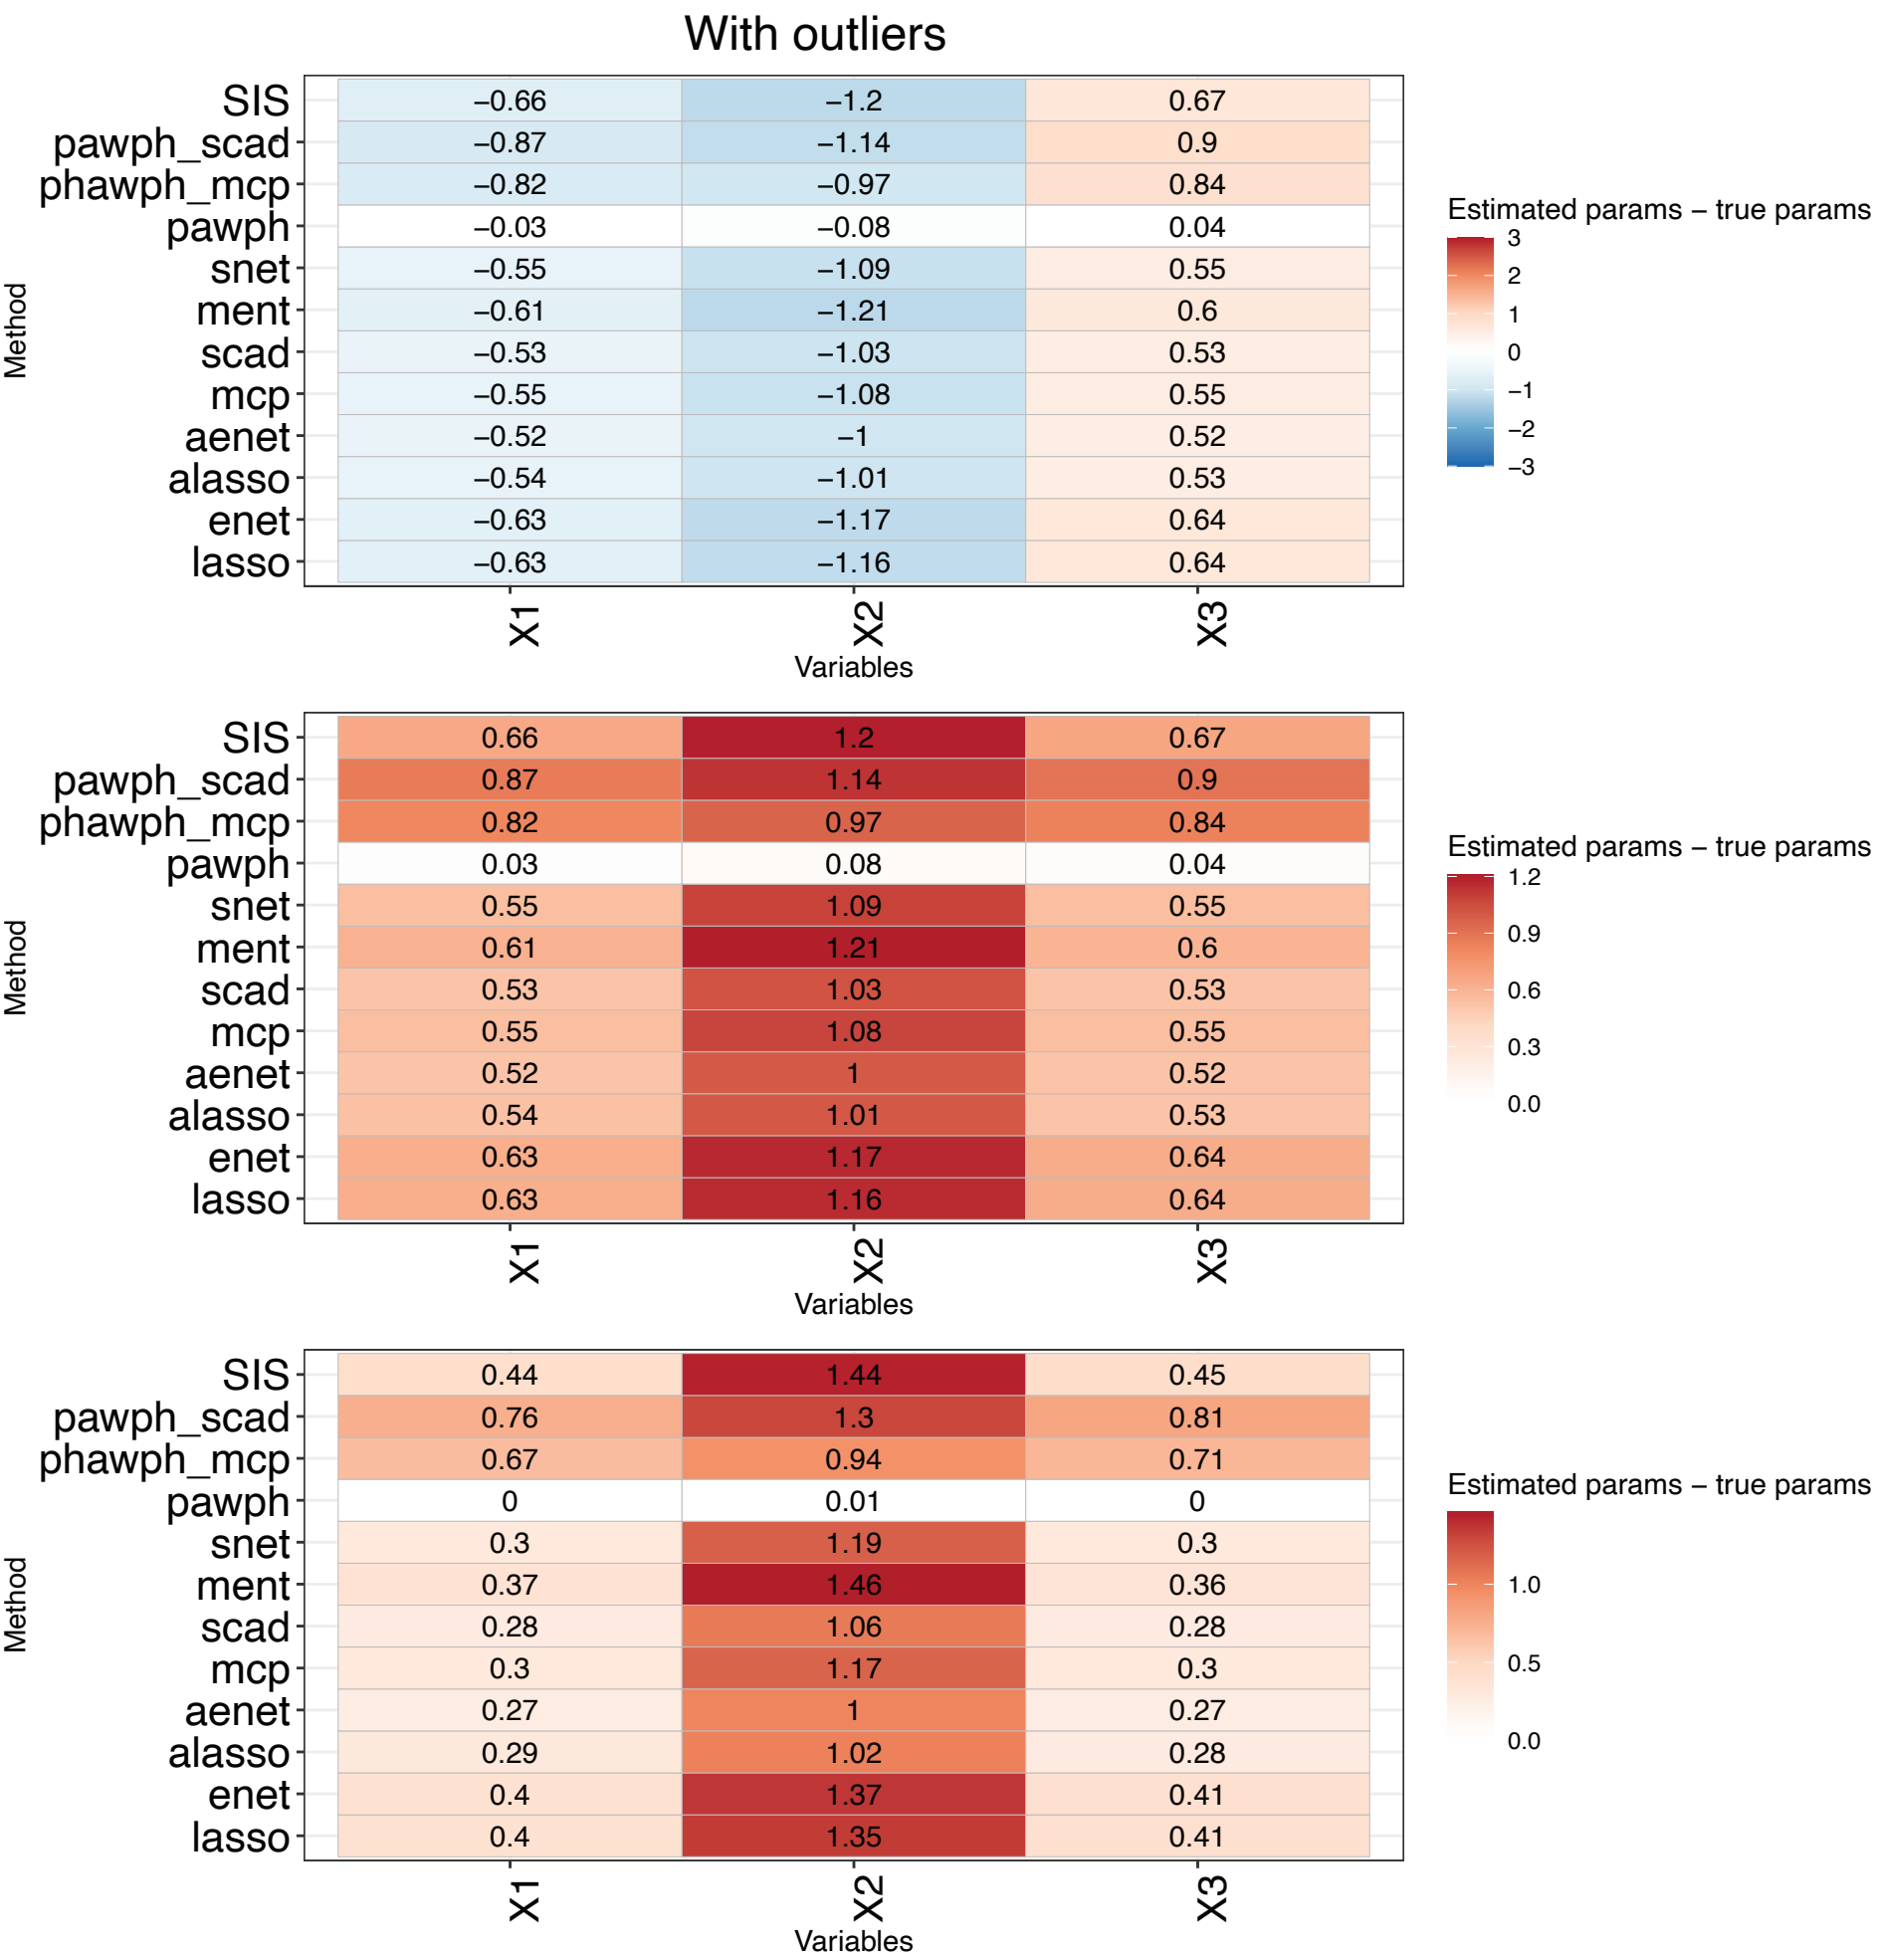 With outliers
SIS −0.66 −1.2 0.67
pawph_scad −0.87 −1.14 0.9
phawph_mcp −0.82 −0.97 0.84
pawph −0.03 −0.08 0.04
snet −0.55 −1.09 0.55
ment −0.61 −1.21 0.6
scad −0.53 −1.03 0.53
mcp −0.55 −1.08 0.55
aenet −0.52 −1 0.52
alasso −0.54 −1.01 0.53
enet −0.63 −1.17 0.64
lasso −0.63 −1.16 0.64
Method
X1 X2 X3
Variables
Estimated params − true params
3
2
1
0
−1
−2
−3
SIS 0.66 1.2 0.67
pawph_scad 0.87 1.14 0.9
phawph_mcp 0.82 0.97 0.84
pawph 0.03 0.08 0.04
snet 0.55 1.09 0.55
ment 0.61 1.21 0.6
scad 0.53 1.03 0.53
mcp 0.55 1.08 0.55
aenet 0.52 1 0.52
alasso 0.54 1.01 0.53
enet 0.63 1.17 0.64
lasso 0.63 1.16 0.64
Method
X1 X2 X3
Variables
Estimated params − true params
1.2
0.9
0.6
0.3
0.0
SIS 0.44 1.44 0.45
pawph_scad 0.76 1.3 0.81
phawph_mcp 0.67 0.94 0.71
pawph 0 0.01 0
snet 0.3 1.19 0.3
ment 0.37 1.46 0.36
scad 0.28 1.06 0.28
mcp 0.3 1.17 0.3
aenet 0.27 1 0.27
alasso 0.29 1.02 0.28
enet 0.4 1.37 0.41
lasso 0.4 1.35 0.41
Method
X1 X2 X3
Variables
Estimated params − true params
1.0
0.5
0.0